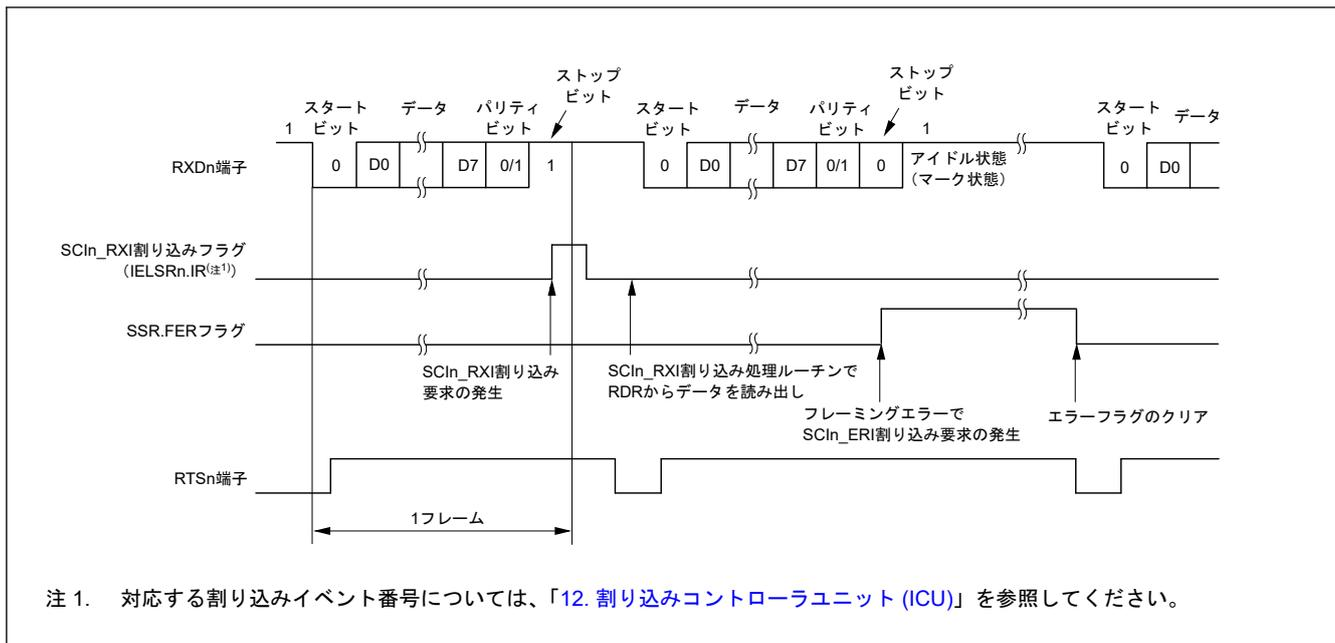 ストップ
ビット
ストップ
ビット
スタート
ビット
データ
パリティ
ビット
スタート
ビット
データ
パリティ
ビット
スタート
ビット
データ
1
1
RXDn端子
0
D0
D7
0/1
1
0
D0
D7
0/1
0
アイドル状態
(マーク状態)
0
D0
SCIn_RXI割り込みフラグ
(IELSRn.IR(注1))
SSR.FERフラグ
SCIn_RXI割り込み
要求の発生
SCIn_RXI割り込み処理ルーチンで
RDRからデータを読み出し
フレーミングエラーで
SCIn_ERI割り込み要求の発生
エラーフラグのクリア
RTSn端子
1フレーム
注 1. 対応する割り込みイベント番号については、「12. 割り込みコントローラユニット (ICU)」を参照してください。